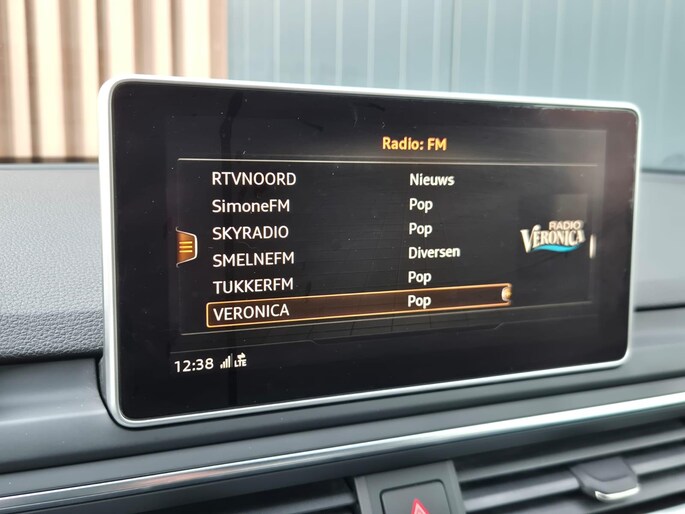 Radio: FM
RTVNOORD Nieuws
SimoneFM Pop
SKYRADIO Pop
SMELNEFM Diversen
TUKKERFM Pop
VERONICA Pop
RADIO
VERONICA
12:38 LTE